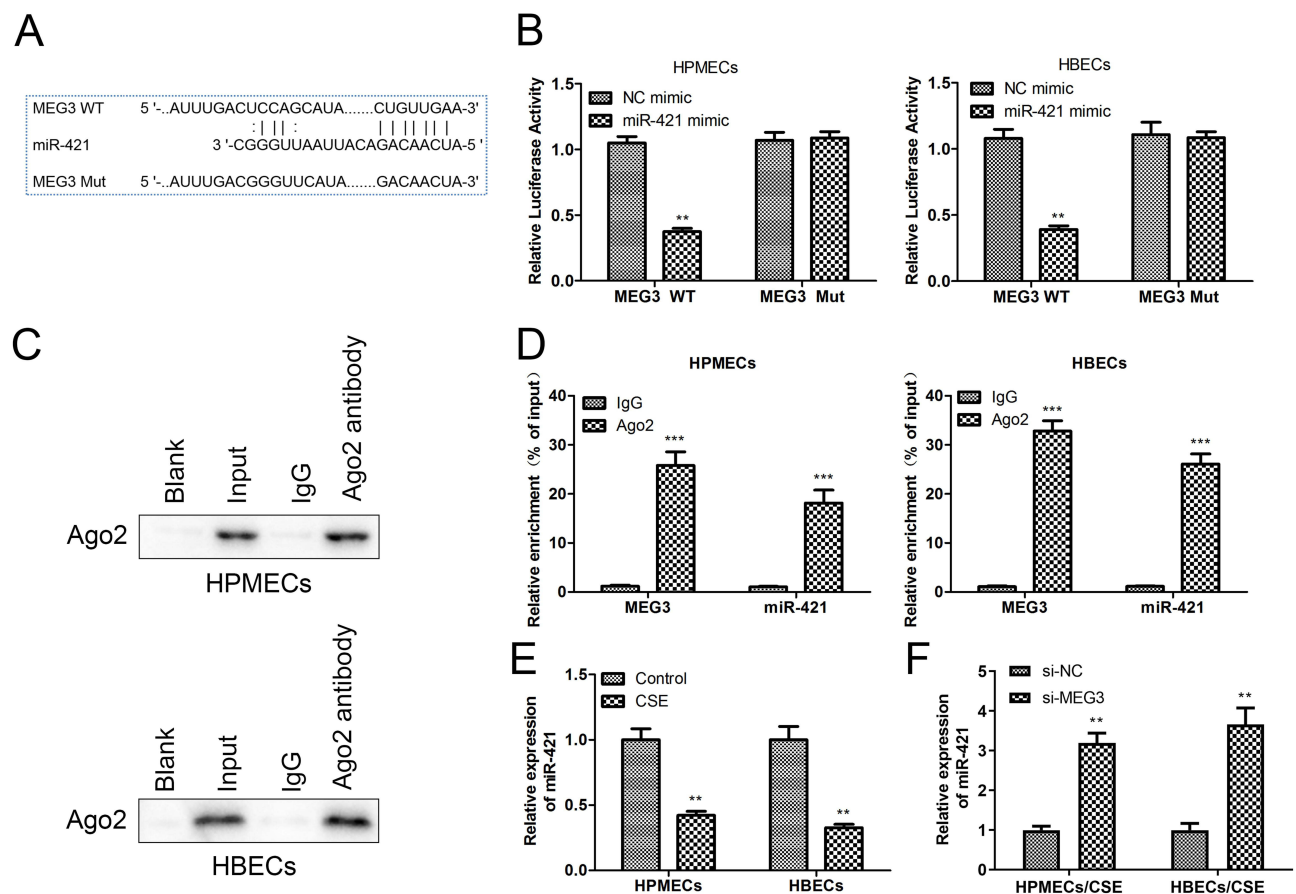 A
MEG3 WT 5 '-..AUUUGACUCCAGCAUA.......CUGUUGAA-3'
: | | | : | | | | | | |
miR-421 3 '-CGGGUUAAUUACAGACAACUA-5 '
MEG3 Mut 5 '-..AUUUGACGGGUUCAUA.......GACAACUA-3'
B
HPMECs
Relative Luciferase Activity
NC mimic
miR-421 mimic
1.5
1.0
0.5
0.0
**
MEG3 WT MEG3 Mut
HBECs
Relative Luciferase Activity
NC mimic
miR-421 mimic
1.5
1.0
0.5
0.0
**
MEG3 WT MEG3 Mut
C
Blank Input IgG Ago2 antibody
Ago2
HPMECs
Blank Input IgG Ago2 antibody
Ago2
HBECs
D
HPMECs
Relative enrichment (% of input)
IgG
Ago2
40
30
20
10
0
***
***
MEG3 miR-421
HBECs
Relative enrichment (% of input)
IgG
Ago2
40
30
20
10
0
***
***
MEG3 miR-421
E
Relative expression
of miR-421
Control
CSE
1.5
1.0
0.5
0.0
**
**
HPMECs HBECs
F
Relative expression
of miR-421
si-NC
si-MEG3
5
4
3
2
1
0
**
**
HPMECs/CSE HBECs/CSE